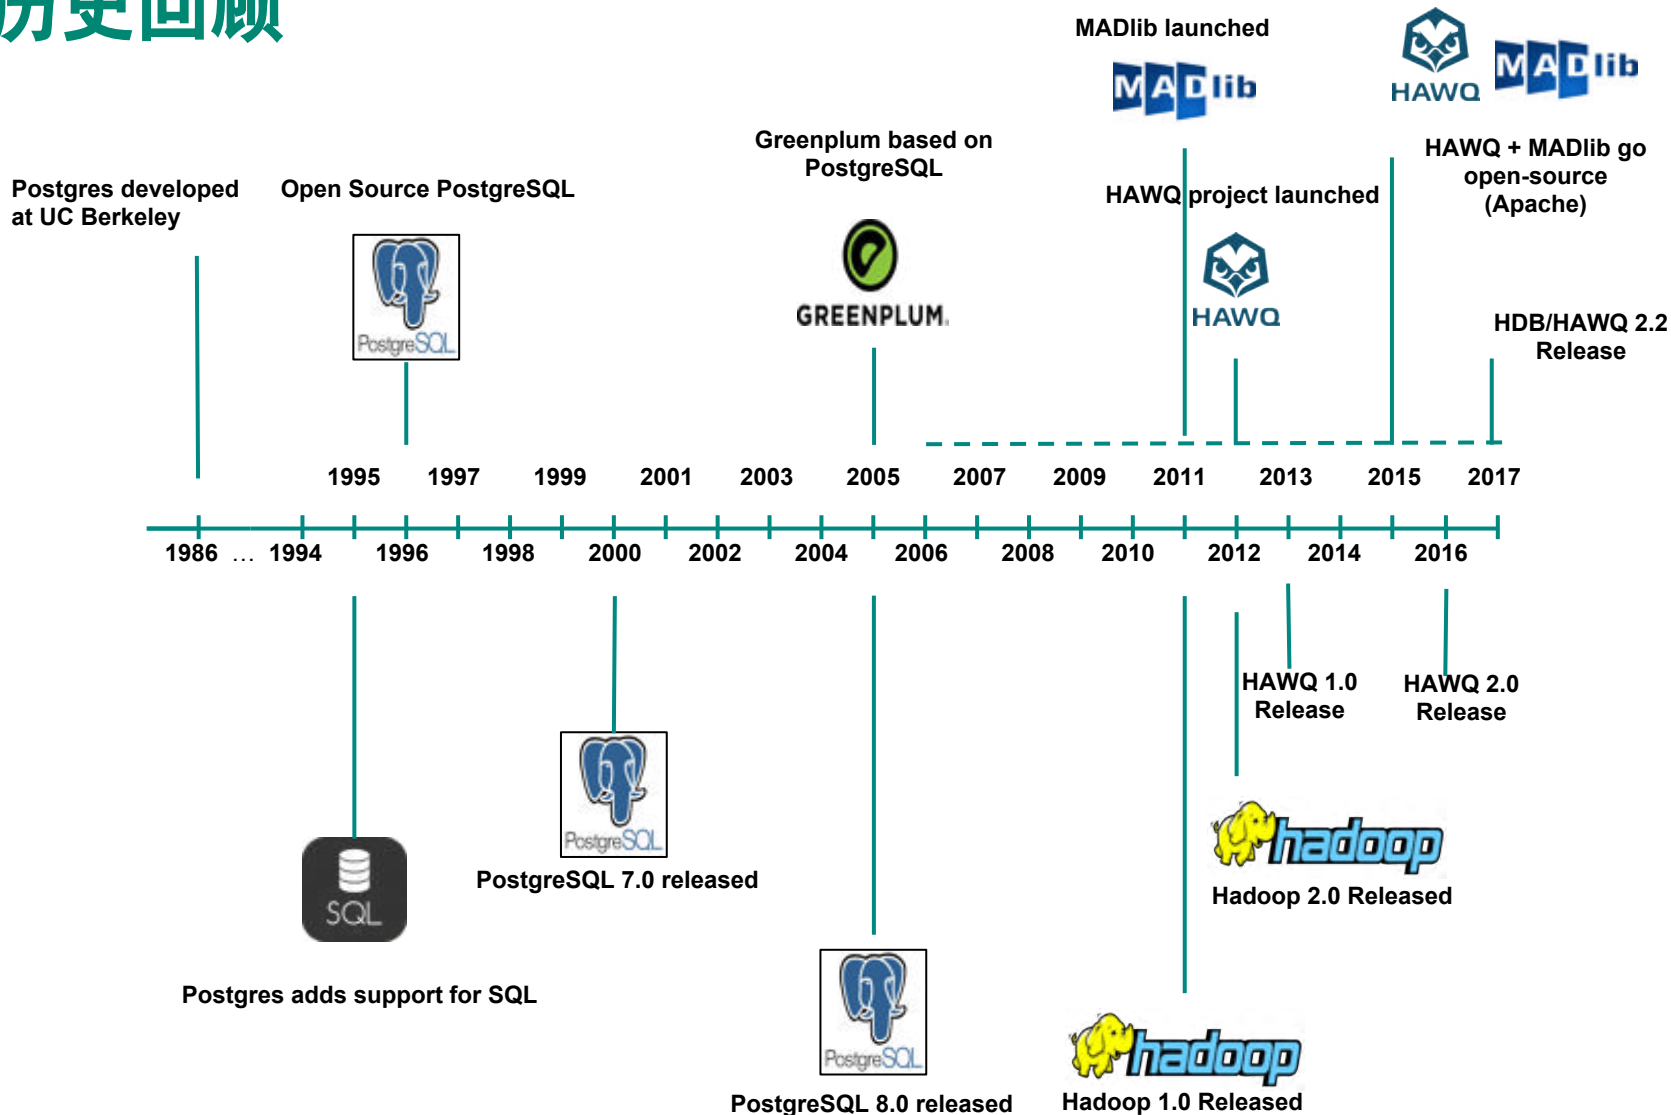 历史回顾
MADlib launched
MADlib
HAWQ
MADlib
Greenplum based on
PostgreSQL
HAWQ + MADlib go
open-source
(Apache)
Postgres developed
at UC Berkeley
Open Source PostgreSQL
HAWQ project launched
PostgreSQL
GREENPLUM.
HAWQ
HDB/HAWQ 2.2
Release
1995 1997 1999 2001 2003 2005 2007 2009 2011 2013 2015 2017
1986 ... 1994 1996 1998 2000 2002 2004 2006 2008 2010 2012 2014 2016
HAWQ 1.0
Release
HAWQ 2.0
Release
PostgreSQL
PostgreSQL 7.0 released
hadoop
Hadoop 2.0 Released
SQL
Postgres adds support for SQL
PostgreSQL
PostgreSQL 8.0 released
hadoop
Hadoop 1.0 Released